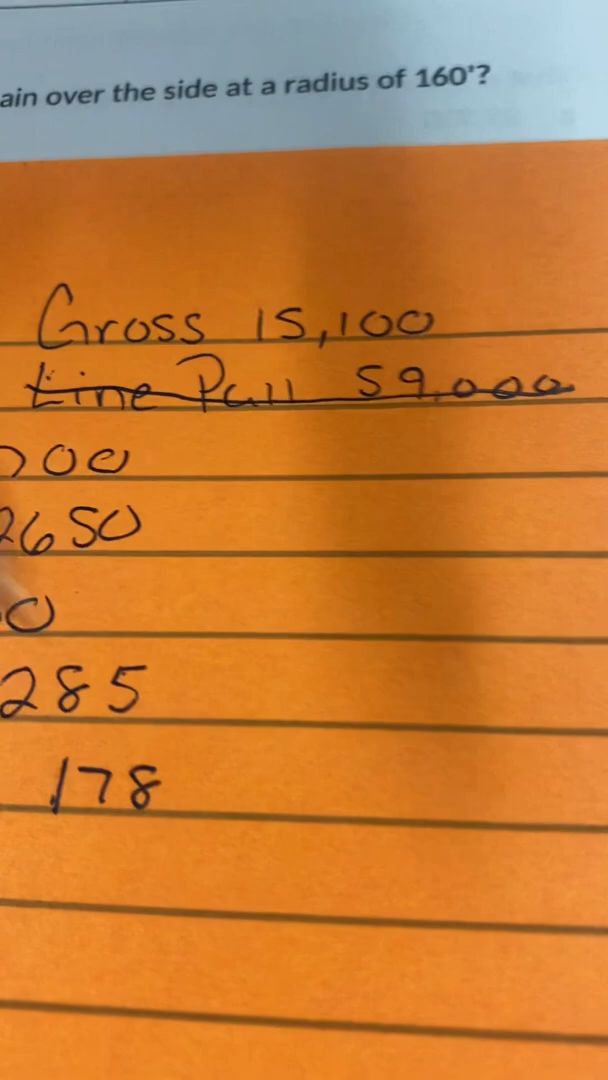 ain over the side at a radius of 160'?
Gross 15,100
Line Pull 59,000
00
2650
0
285
178